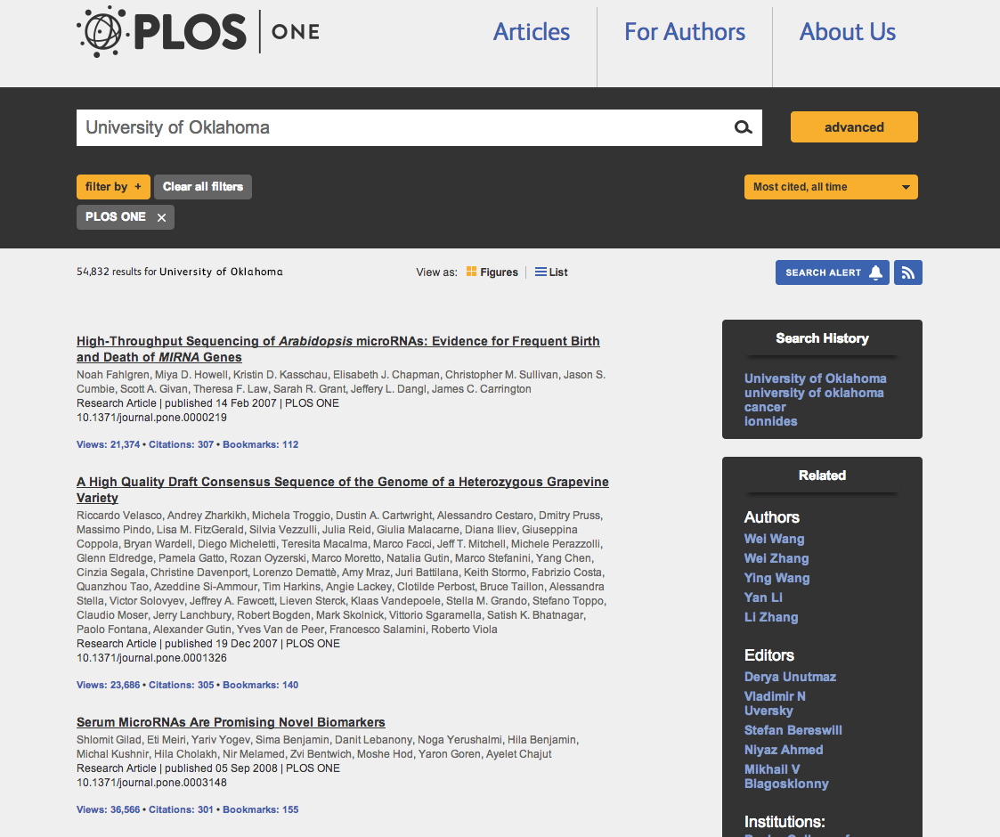 PLOS ONE
Articles
For Authors
About Us
University of Oklahoma
advanced
filter by +
Clear all filters
Most cited, all time
PLOS ONE ×
54,832 results for University of Oklahoma
View as: Figures | List
SEARCH ALERT
High-Throughput Sequencing of Arabidopsis microRNAs: Evidence for Frequent Birth
and Death of MIRNA Genes
Noah Fahlgren, Miya D. Howell, Kristin D. Kasschau, Elisabeth J. Chapman, Christopher M. Sullivan, Jason S.
Cumbie, Scott A. Givan, Theresa F. Law, Sarah R. Grant, Jeffery L. Dangl, James C. Carrington
Research Article | published 14 Feb 2007 | PLOS ONE
10.1371/journal.pone.0000219
Views: 21,374 • Citations: 307 • Bookmarks: 112
A High Quality Draft Consensus Sequence of the Genome of a Heterozygous Grapevine
Variety
Riccardo Velasco, Andrey Zharkikh, Michela Troggio, Dustin A. Cartwright, Alessandro Cestaro, Dmitry Pruss,
Massimo Pindo, Lisa M. FitzGerald, Silvia Vezzulli, Julia Reid, Giulia Malacarne, Diana Iliev, Giuseppina
Coppola, Bryan Wardell, Diego Micheletti, Teresita Macalma, Marco Facci, Jeff T. Mitchell, Michele Perazzolli,
Glenn Eldredge, Pamela Gatto, Rozan Oyzerski, Marco Moretto, Natalia Gutin, Marco Stefanini, Yang Chen,
Cinzia Segala, Christine Davenport, Lorenzo Demattè, Amy Mraz, Juri Battilana, Keith Stormo, Fabrizio Costa,
Quanzhou Tao, Azeddine Si-Ammour, Tim Harkins, Angie Lackey, Clotilde Perbost, Bruce Taillon, Alessandra
Stella, Victor Solovyev, Jeffrey A. Fawcett, Lieven Sterck, Klaas Vandepoele, Stella M. Grando, Stefano Toppo,
Claudio Moser, Jerry Lanchbury, Robert Bogden, Mark Skolnick, Vittorio Sgaramella, Satish K. Bhatnagar,
Paolo Fontana, Alexander Gutin, Yves Van de Peer, Francesco Salamini, Roberto Viola
Research Article | published 19 Dec 2007 | PLOS ONE
10.1371/journal.pone.0001326
Views: 23,686 • Citations: 305 • Bookmarks: 140
Serum MicroRNAs Are Promising Novel Biomarkers
Shlomit Gilad, Eti Meiri, Yariv Yogev, Sima Benjamin, Danit Lebanony, Noga Yerushalmi, Hila Benjamin,
Michal Kushnir, Hila Cholakh, Nir Melamed, Zvi Bentwich, Moshe Hod, Yaron Goren, Ayelet Chajut
Research Article | published 05 Sep 2008 | PLOS ONE
10.1371/journal.pone.0003148
Views: 36,566 • Citations: 301 • Bookmarks: 155
Search History
University of Oklahoma
university of oklahoma
cancer
ionnides
Related
Authors
Wei Wang
Wei Zhang
Ying Wang
Yan Li
Li Zhang
Editors
Derya Unutmaz
Vladimir N
Uversky
Stefan Bereswill
Niyaz Ahmed
Mikhail V
Blagosklonny
Institutions: